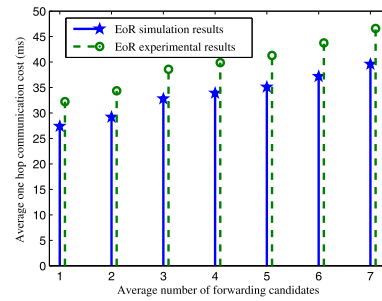 EoR simulation results
EoR experimental results
Average one hop communication cost (ms)
50
45
40
35
30
25
20
15
10
5
0
1 2 3 4 5 6 7
Average number of forwarding candidates